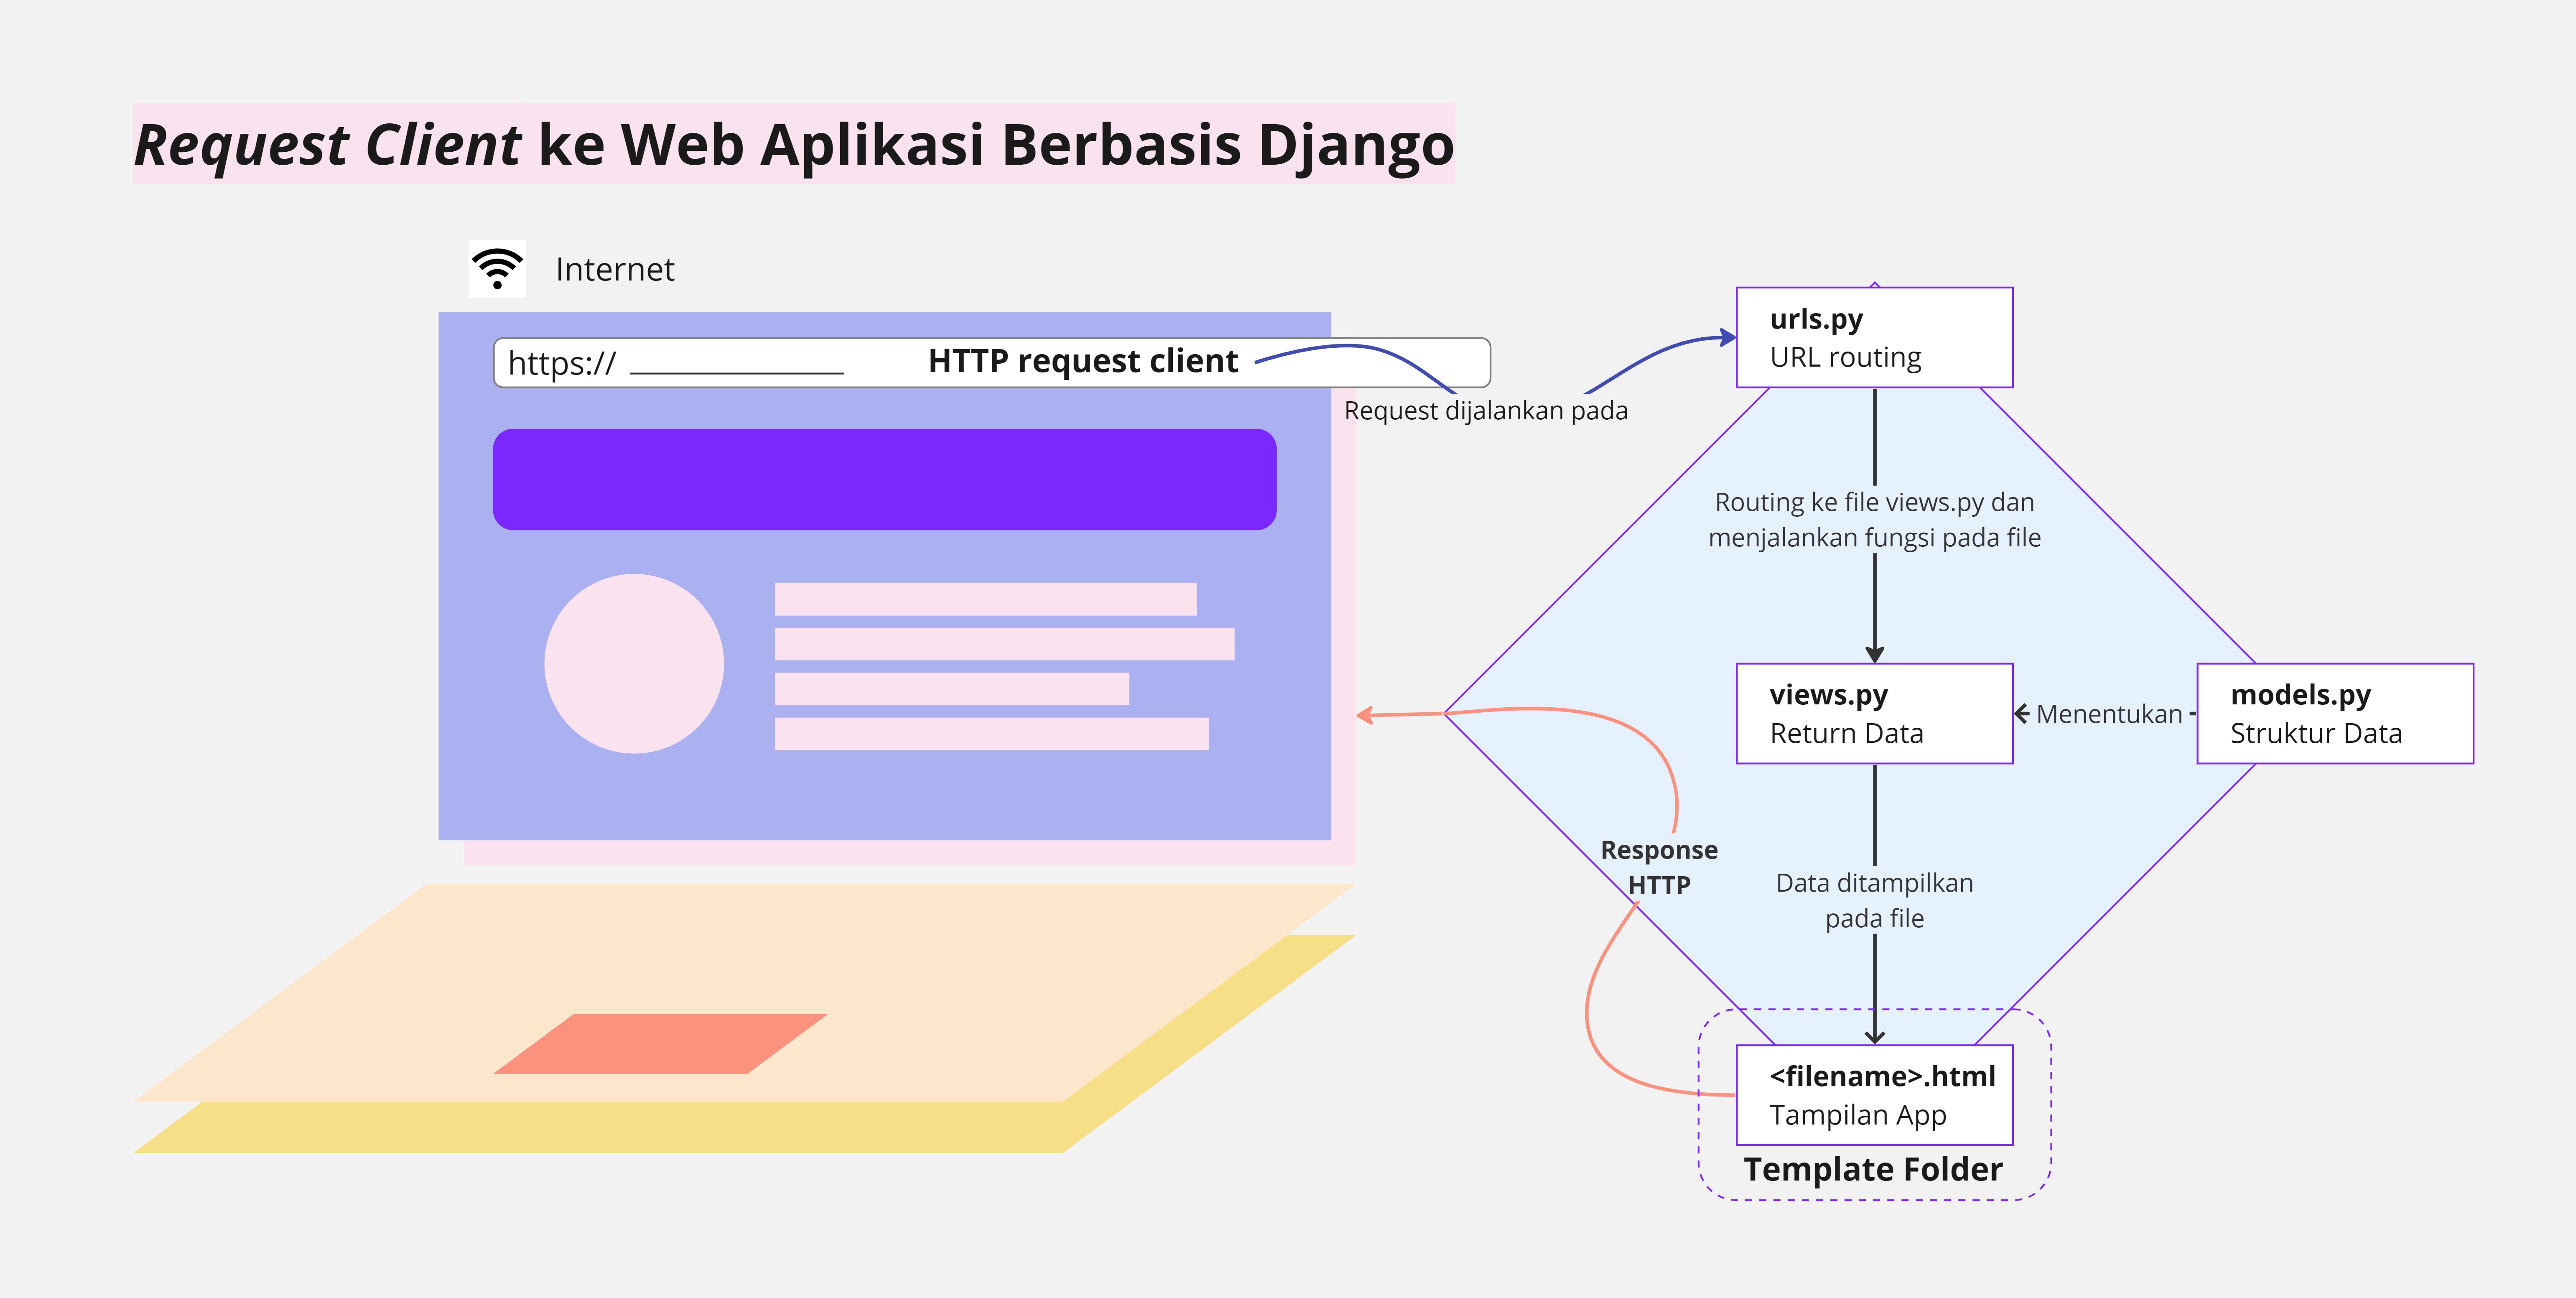 Request Client ke Web Aplikasi Berbasis Django
Internet
https:// ________________ HTTP request client
Request dijalankan pada
urls.py
URL routing
Routing ke file views.py dan
menjalankan fungsi pada file
views.py
Return Data
Menentukan
models.py
Struktur Data
Response
HTTP
Data ditampilkan
pada file
<filename>.html
Tampilan App
Template Folder